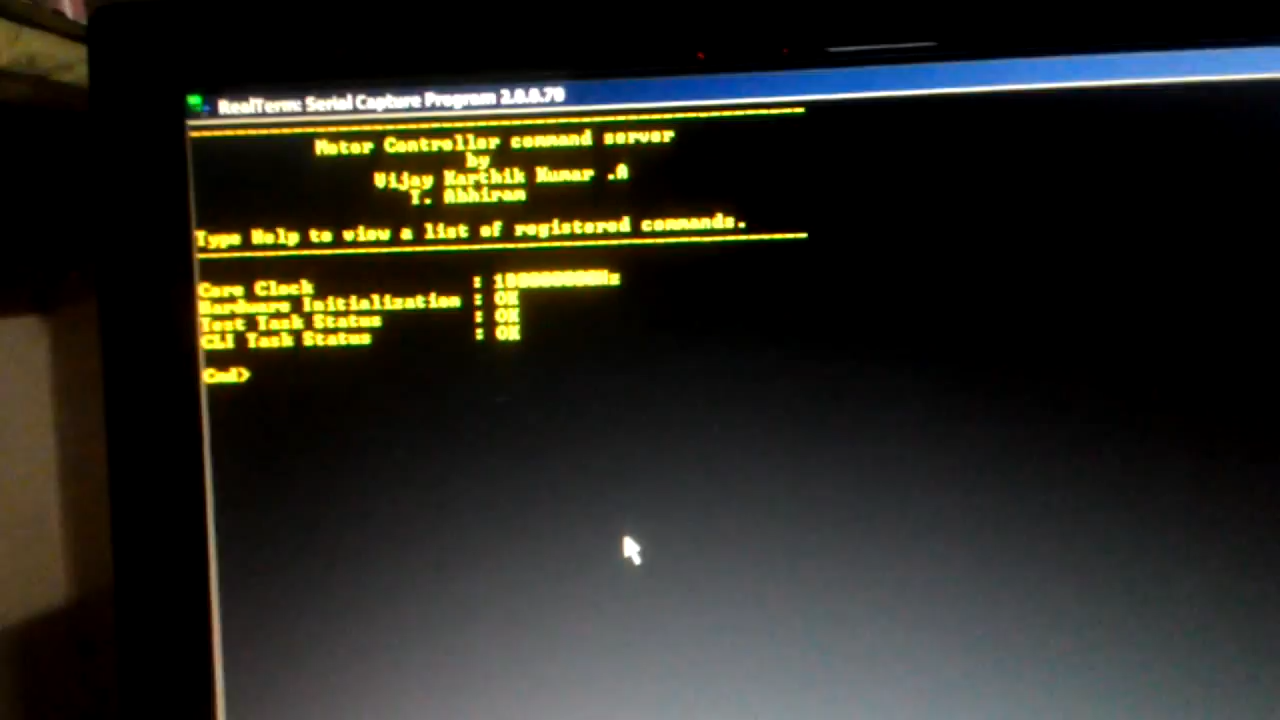 RealTerm: Serial Capture Program 2.0.0.70
Motor Controller command server
by
Vijay Karthik Kumar .A
T. Abhiram
Type Help to view a list of registered commands.
Core Clock : 100000000Hz
Hardware Initialization : OK
Test Task Status : OK
CLI Task Status : OK
Cmd>